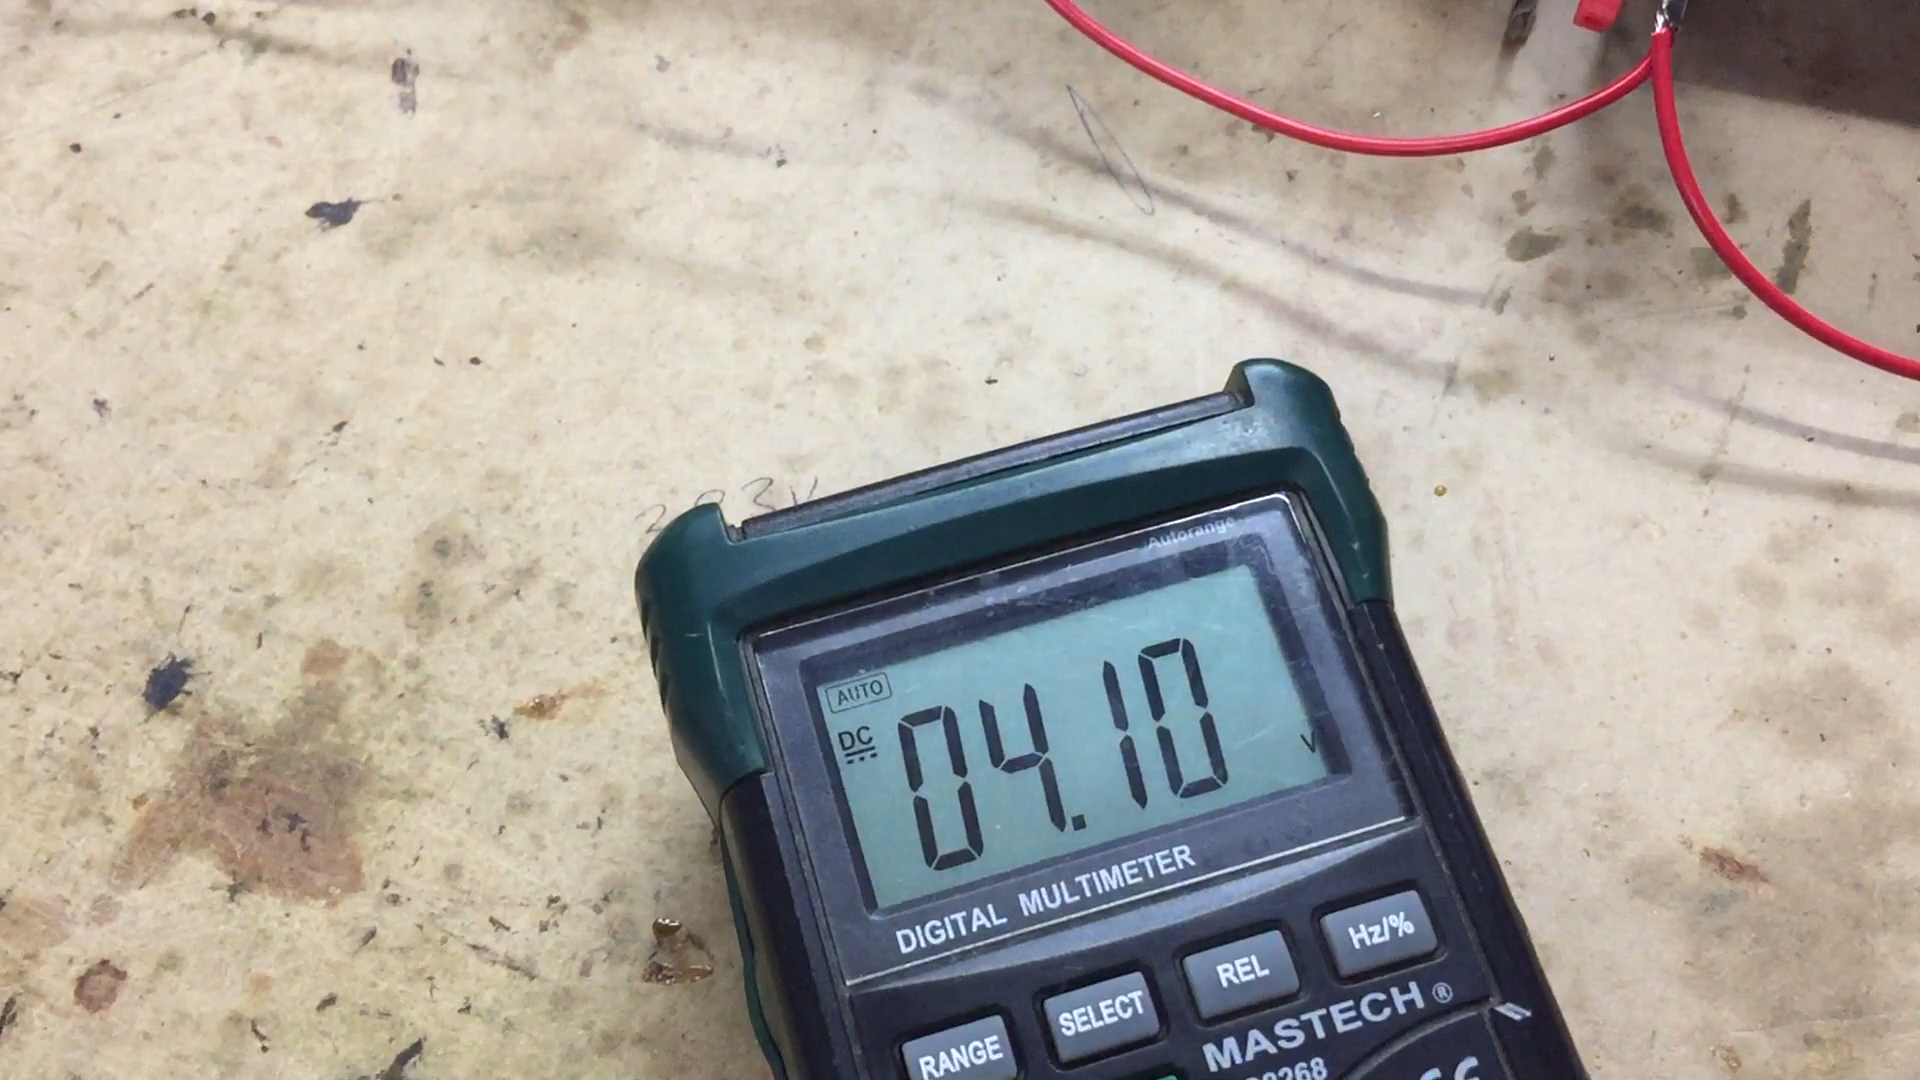 Autorange
AUTO
DC
04.10
V
DIGITAL MULTIMETER
RANGE
SELECT
REL
Hz/%
MASTECH®